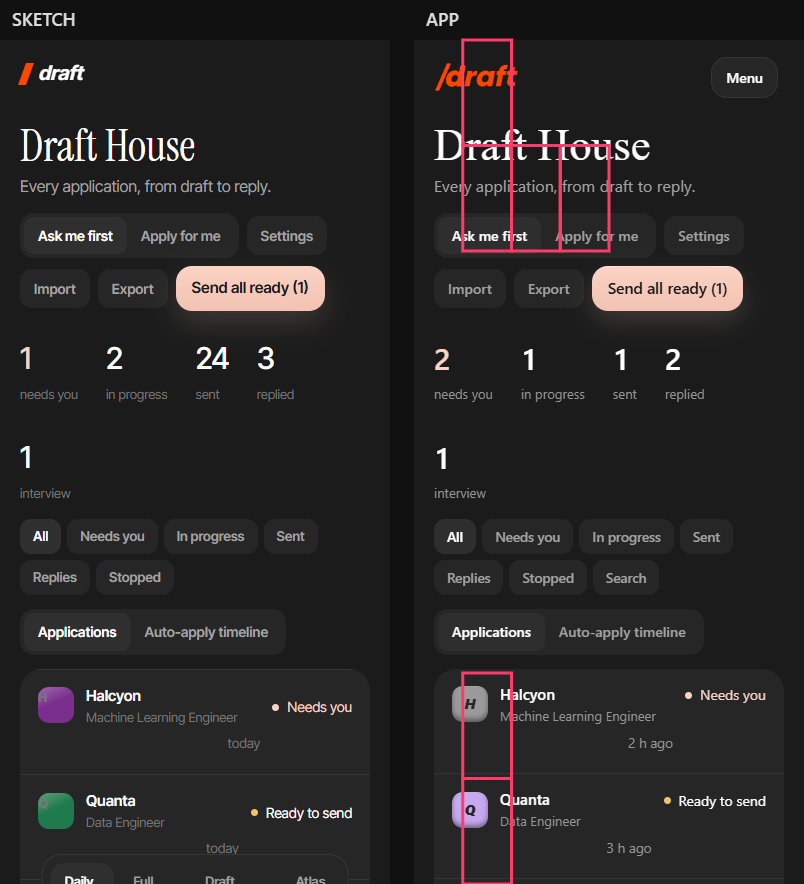 SKETCH
draft
Draft House
Every application, from draft to reply.
Ask me first Apply for me Settings
Import Export Send all ready (1)
1 2 24 3
needs you in progress sent replied
1
interview
All Needs you In progress Sent
Replies Stopped
Applications Auto-apply timeline
Halcyon
Machine Learning Engineer
Needs you
today
Quanta
Data Engineer
Ready to send
today
Daily Full Draft Atlas
APP
/draft
Menu
Draft House
Every application, from draft to reply.
Ask me first Apply for me Settings
Import Export Send all ready (1)
2 1 1 2
needs you in progress sent replied
1
interview
All Needs you In progress Sent
Replies Stopped Search
Applications Auto-apply timeline
H
Halcyon
Machine Learning Engineer
Needs you
2 h ago
Q
Quanta
Data Engineer
Ready to send
3 h ago